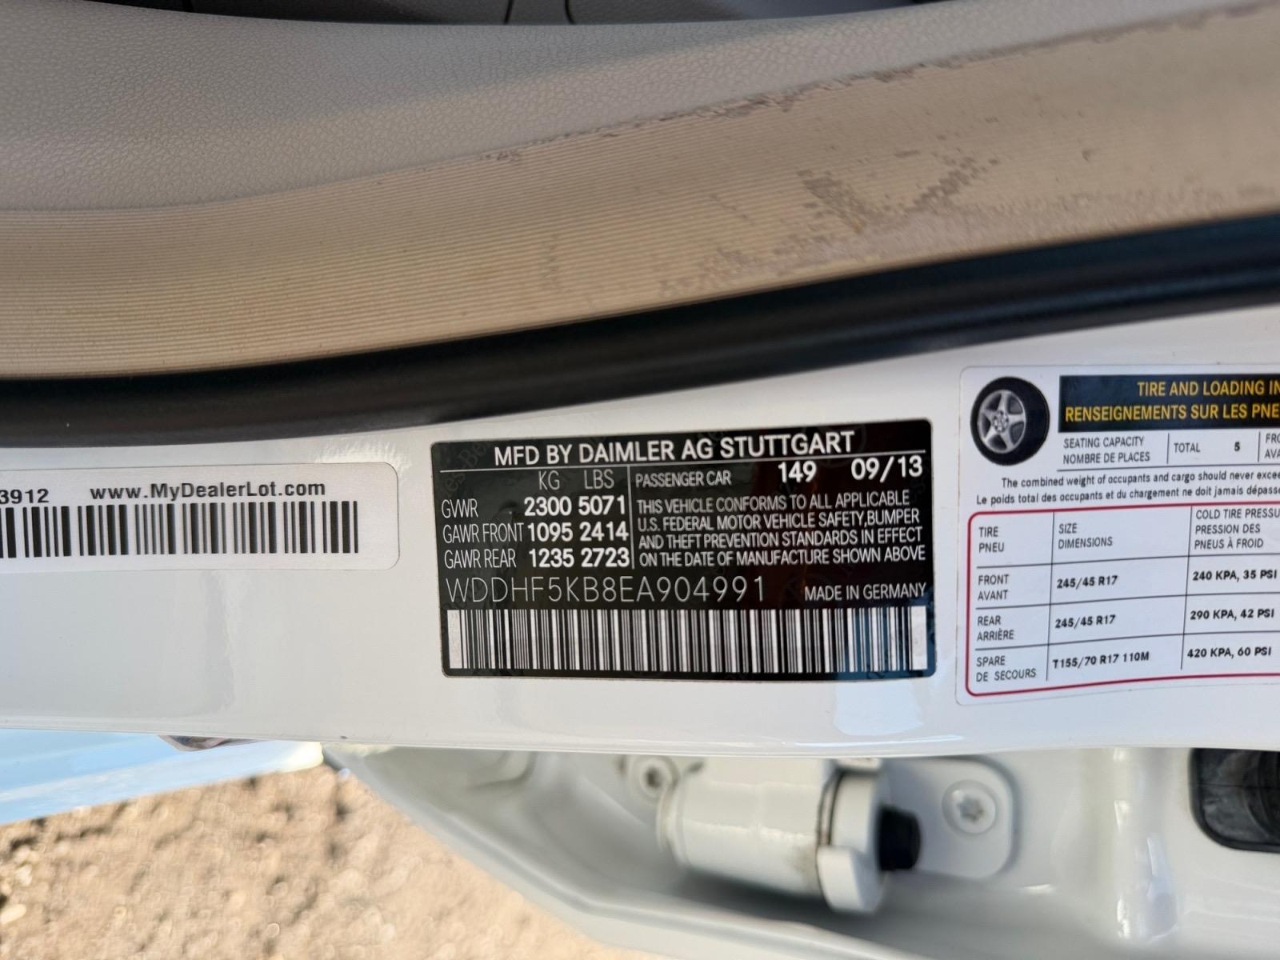 3912 www.MyDealerLot.com
MFD BY DAIMLER AG STUTTGART
KG LBS PASSENGER CAR 149 09/13
GWR 2300 5071
GAWR FRONT 1095 2414
GAWR REAR 1235 2723
THIS VEHICLE CONFORMS TO ALL APPLICABLE
U.S. FEDERAL MOTOR VEHICLE SAFETY,BUMPER
AND THEFT PREVENTION STANDARDS IN EFFECT
ON THE DATE OF MANUFACTURE SHOWN ABOVE
WDDHF5KB8EA904991 MADE IN GERMANY
TIRE AND LOADING IN
RENSEIGNEMENTS SUR LES PNE
SEATING CAPACITY
NOMBRE DE PLACES
TOTAL 5
The combined weight of occupants and cargo should never exce
Le poids total des occupants et du chargement ne doit jamais dépass
TIRE
PNEU
SIZE
DIMENSIONS
COLD TIRE PRESSU
PRESSION DES
PNEUS À FROID
FRONT
AVANT
245/45 R17 240 KPA, 35 PSI
REAR
ARRIÈRE
245/45 R17 290 KPA, 42 PSI
SPARE
DE SECOURS
T155/70 R17 110M 420 KPA, 60 PSI